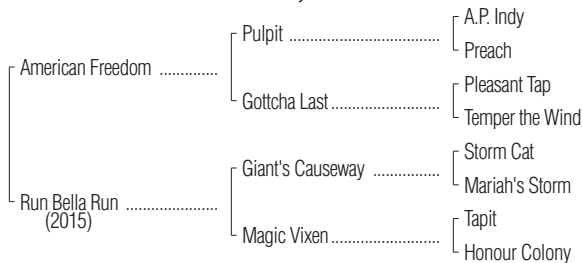 A.P. Indy
Pulpit ..........................................
Preach
American Freedom ..............
Pleasant Tap
Gottcha Last ..............................
Temper the Wind
Storm Cat
Giant's Causeway ..................
Mariah's Storm
Run Bella Run .........................
(2015)
Tapit
Magic Vixen ..............................
Honour Colony